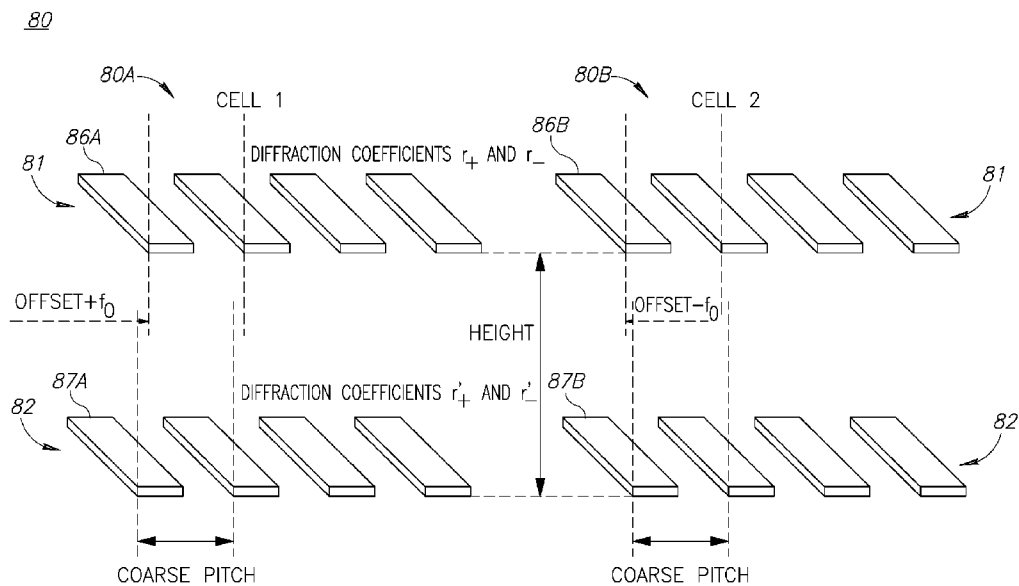 80
80A
80B
CELL 1
CELL 2
86A
86B
DIFFRACTION COEFFICIENTS r+ AND r−
81
81
OFFSET+f0
OFFSET−f0
HEIGHT
87A
DIFFRACTION COEFFICIENTS r'+ AND r'−
87B
82
82
COARSE PITCH
COARSE PITCH